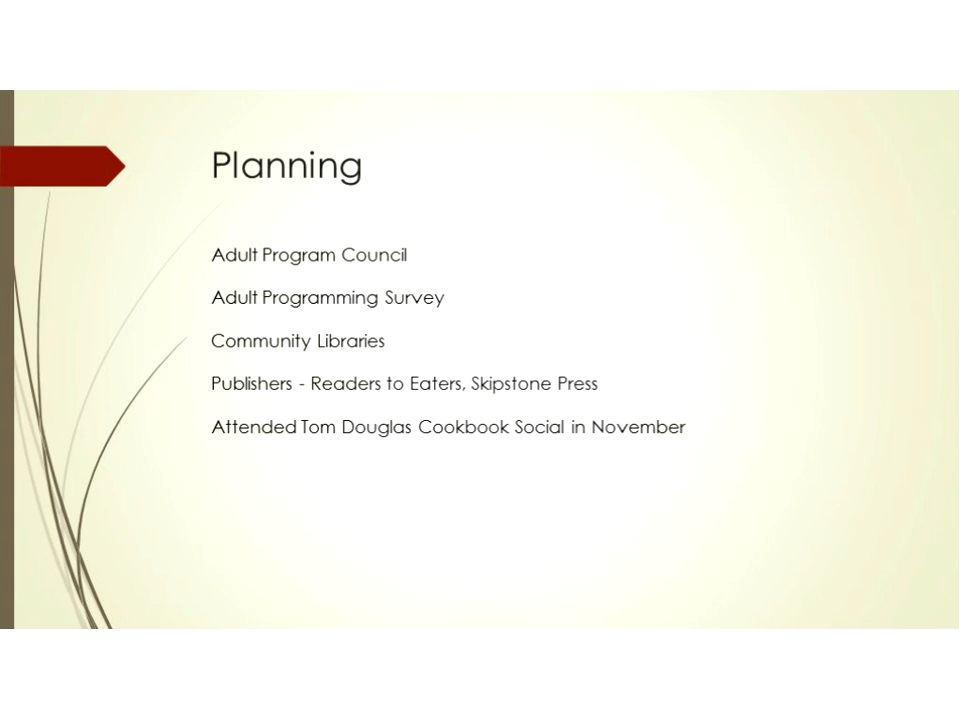 Planning
Adult Program Council
Adult Programming Survey
Community Libraries
Publishers - Readers to Eaters, Skipstone Press
Attended Tom Douglas Cookbook Social in November